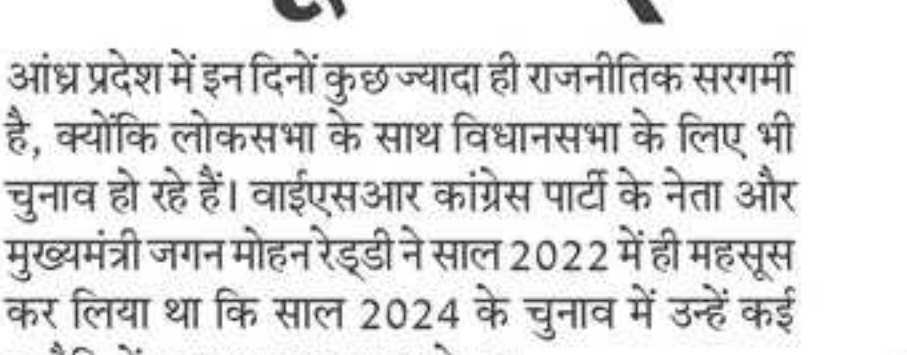 आंध्र प्रदेश में इन दिनों कुछ ज्यादा ही राजनीतिक सरगर्मी
है, क्योंकि लोकसभा के साथ विधानसभा के लिए भी
चुनाव हो रहे हैं। वाईएसआर कांग्रेस पार्टी के नेता और
मुख्यमंत्री जगन मोहन रेड्डी ने साल 2022 में ही महसूस
कर लिया था कि साल 2024 के चुनाव में उन्हें कई